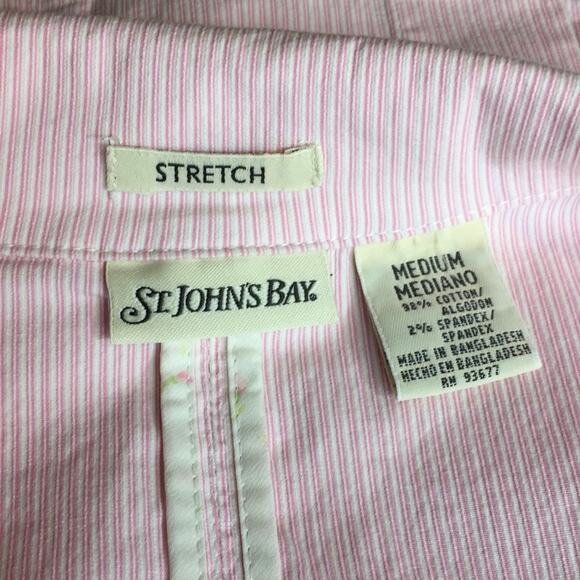 STRETCH
ST. JOHN'S BAY®
MEDIUM
MEDIANO
98% COTTON/
ALGODON
2% SPANDEX/
SPANDEX
MADE IN BANGLADESH
HECHO EN BANGLADESH
RN 93677